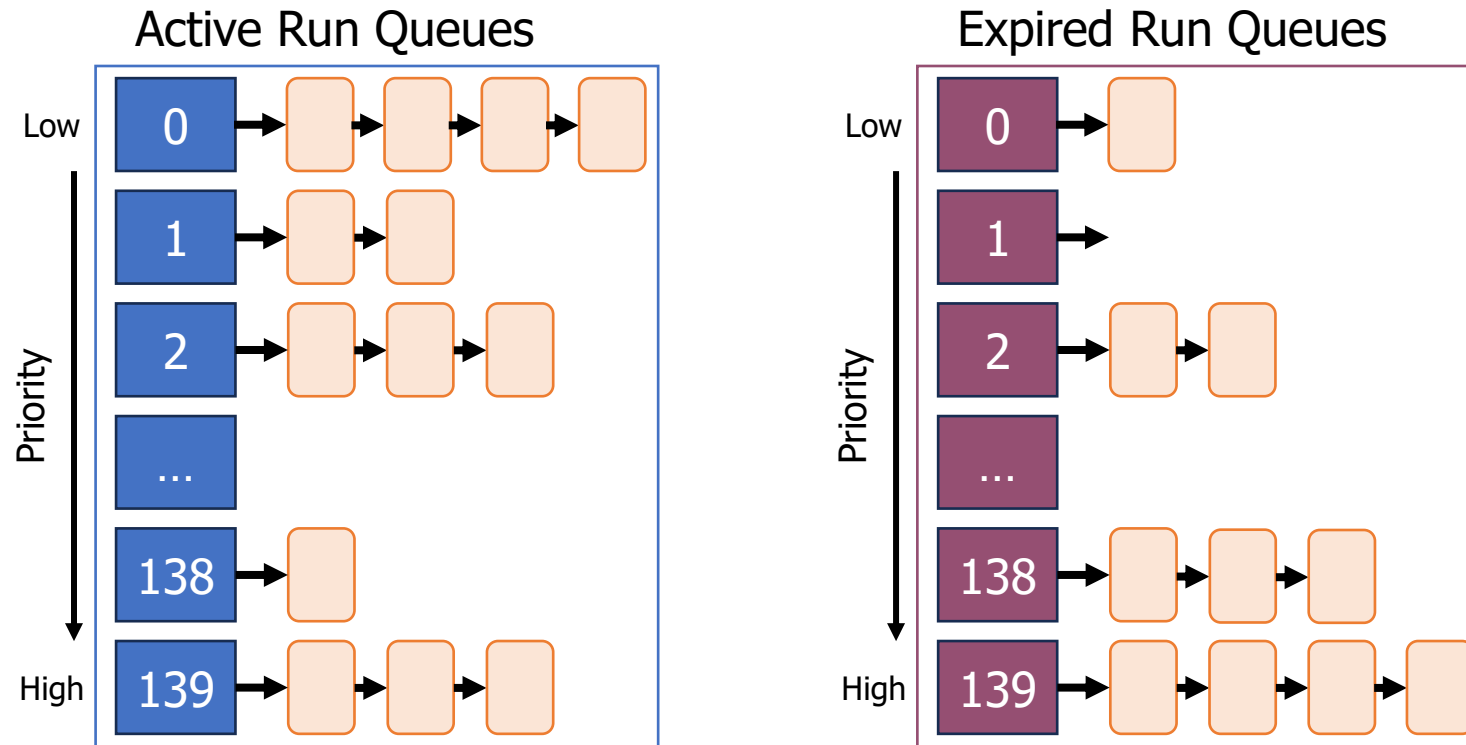 Active Run Queues
Low
0
1
2
...
138
139
High
Priority
Expired Run Queues
Low
0
1
2
...
138
139
High
Priority